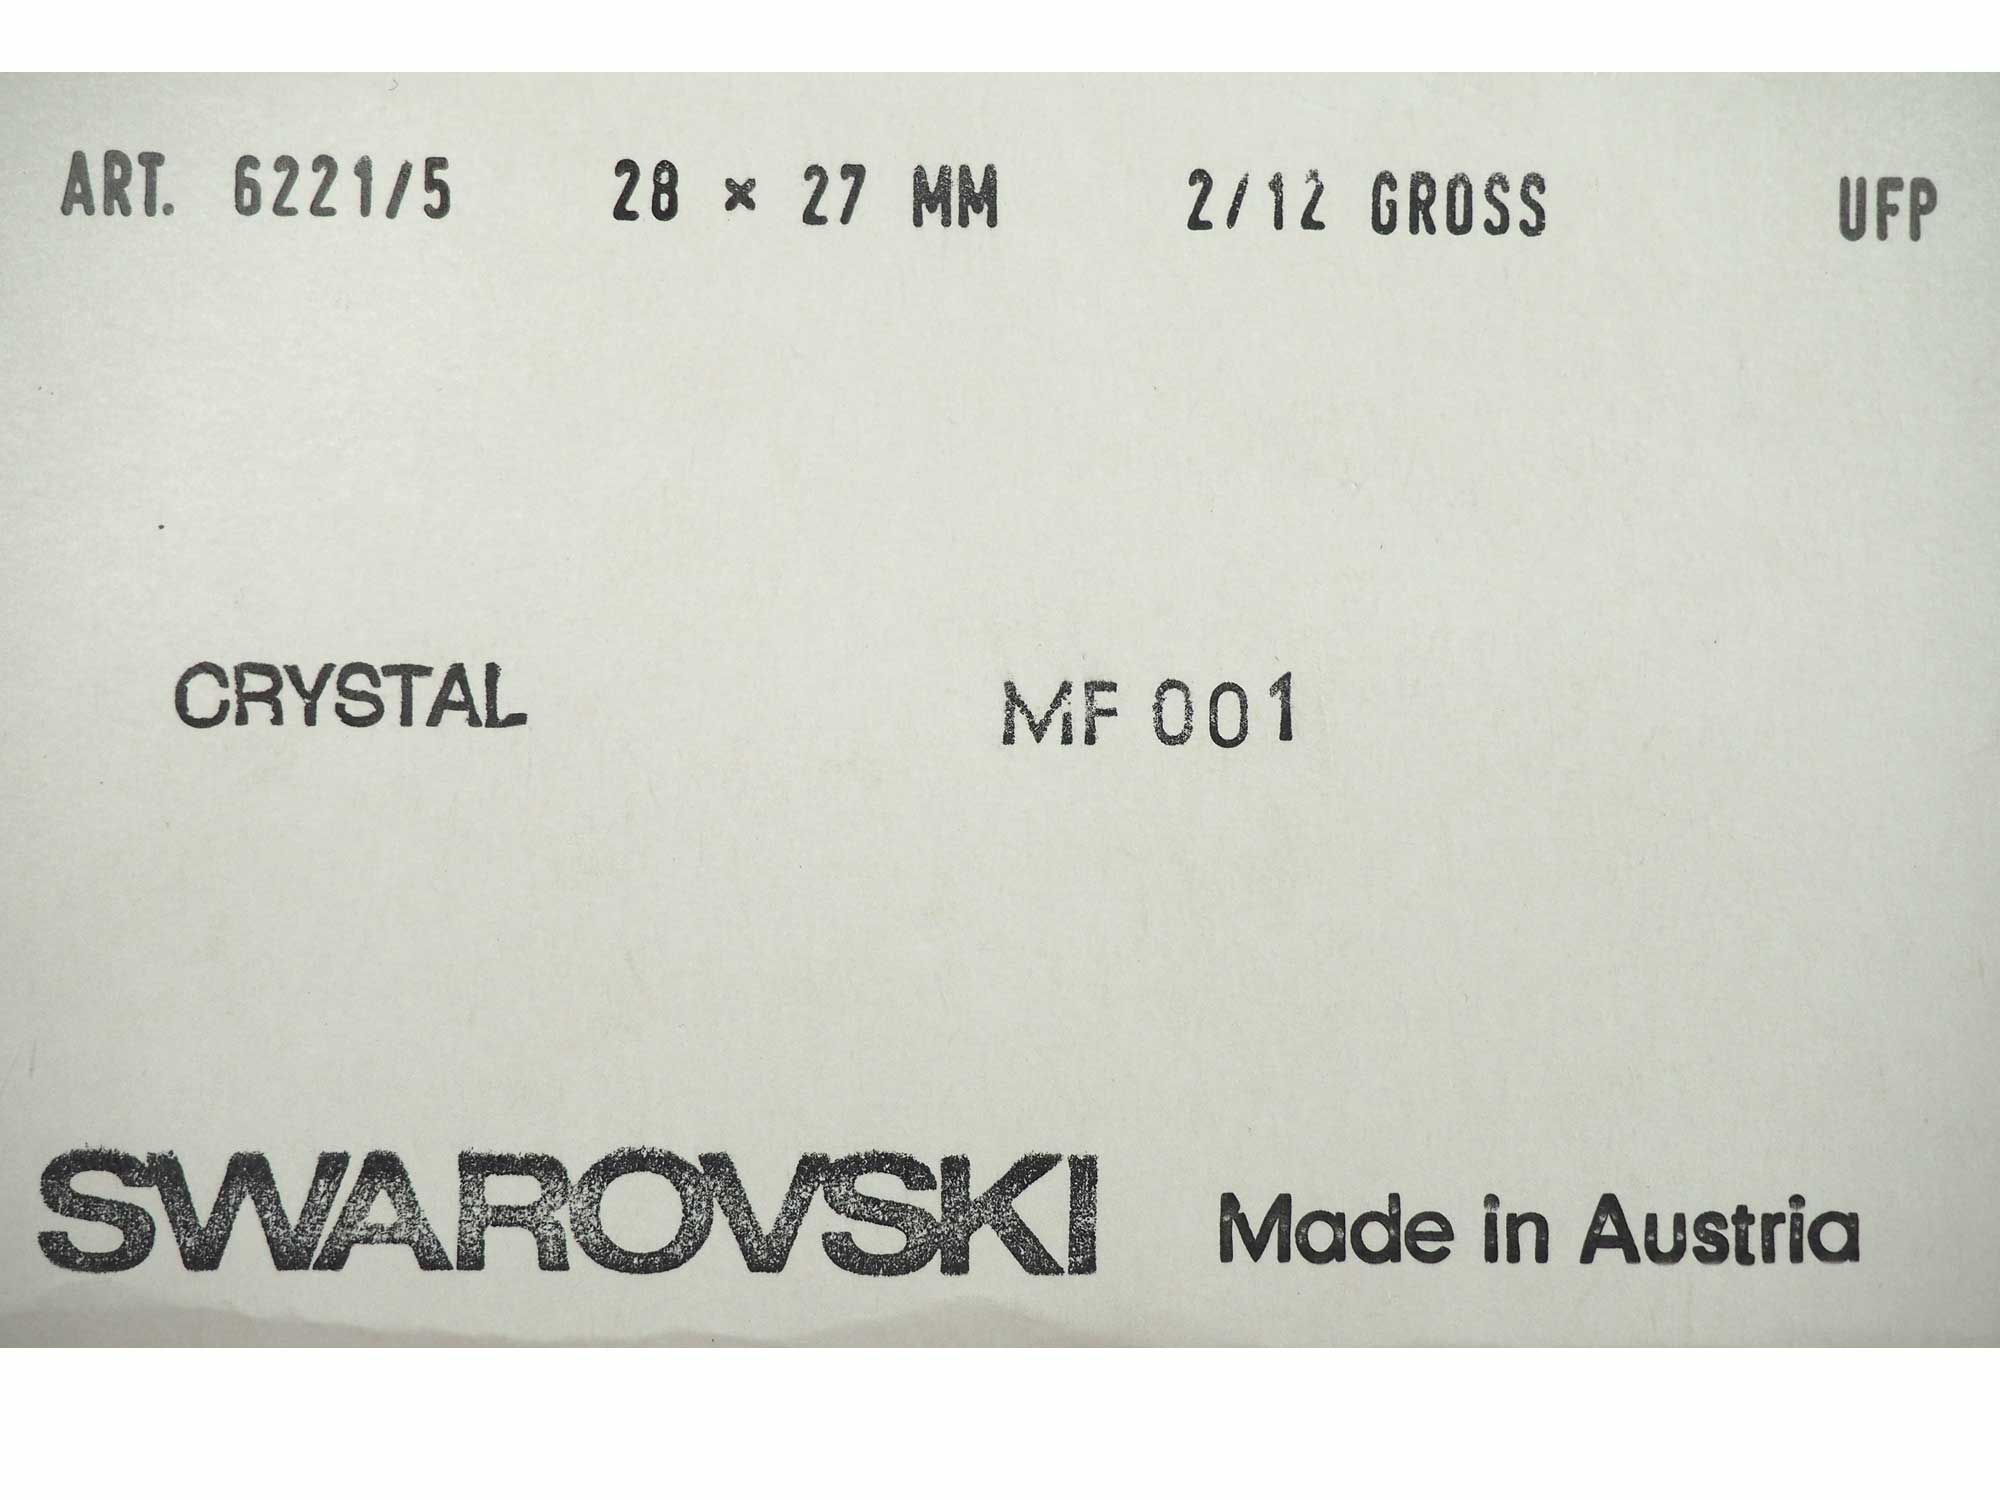 ART. 6221/5 28 × 27 MM 2/12 GROSS UFP
CRYSTAL MF 001
SWAROVSKI Made in Austria